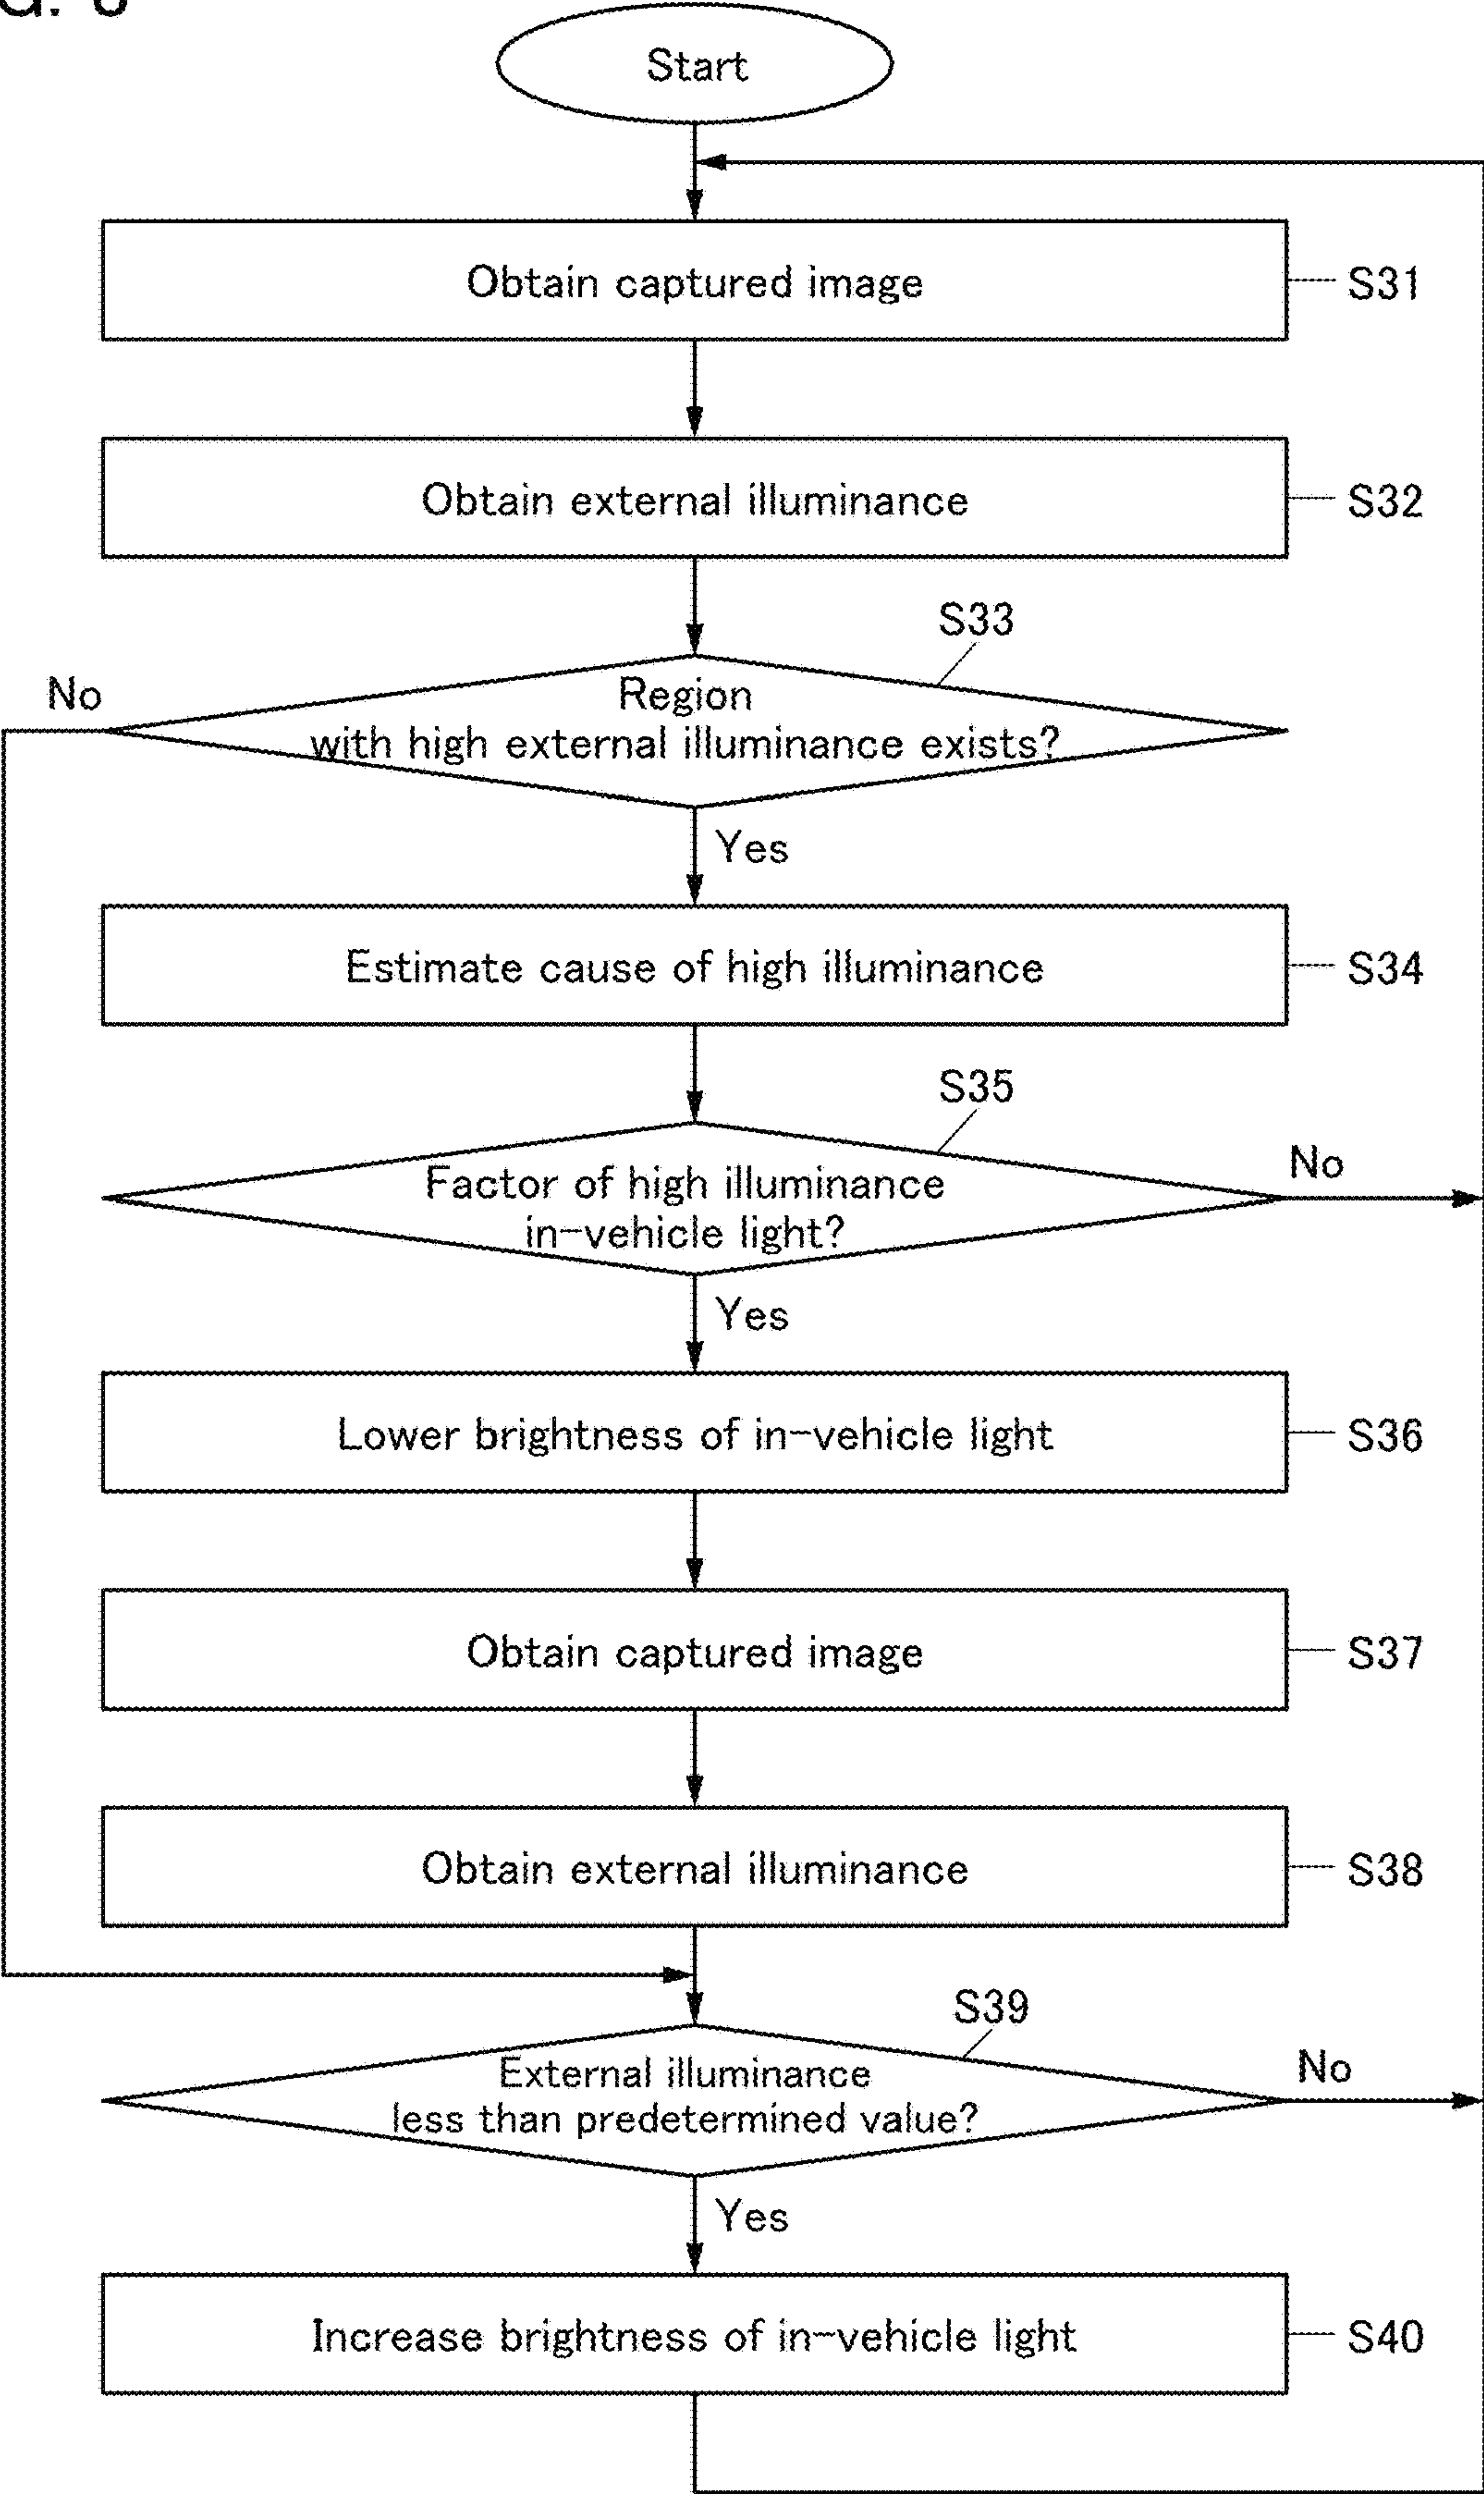 Start
Obtain captured image
S31
Obtain external illuminance
S32
S33
No
Region
with high external illuminance exists?
Yes
Estimate cause of high illuminance
S34
S35
Factor of high illuminance
in-vehicle light?
No
Yes
Lower brightness of in-vehicle light
S36
Obtain captured image
S37
Obtain external illuminance
S38
S39
External illuminance
less than predetermined value?
No
Yes
Increase brightness of in-vehicle light
S40